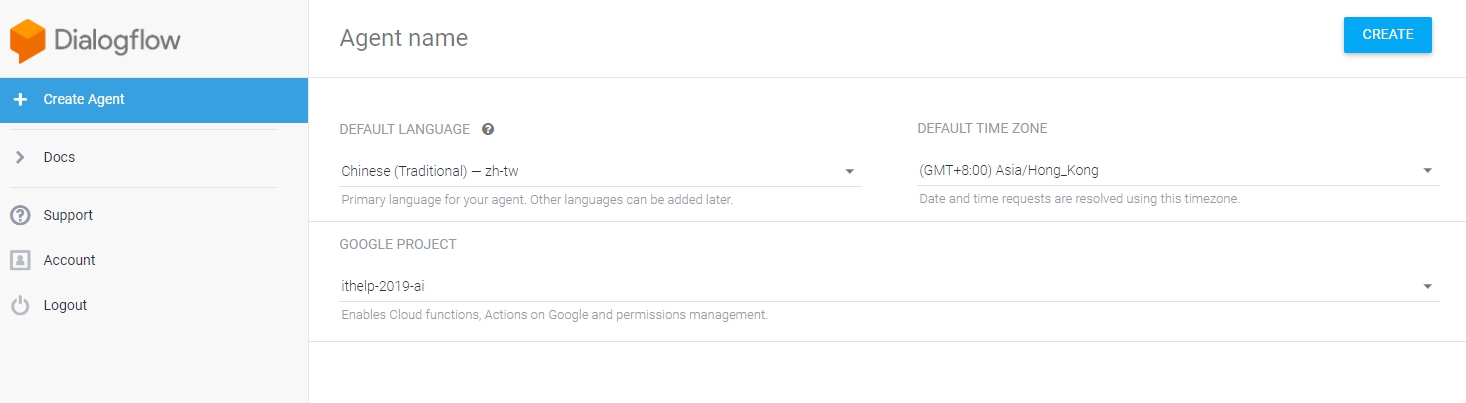 Dialogflow
Agent name
CREATE
Create Agent
Docs
Support
Account
Logout
DEFAULT LANGUAGE
DEFAULT TIME ZONE
Chinese (Traditional) — zh-tw
(GMT+8:00) Asia/Hong_Kong
Primary language for your agent. Other languages can be added later.
Date and time requests are resolved using this timezone.
GOOGLE PROJECT
ithelp-2019-ai
Enables Cloud functions, Actions on Google and permissions management.